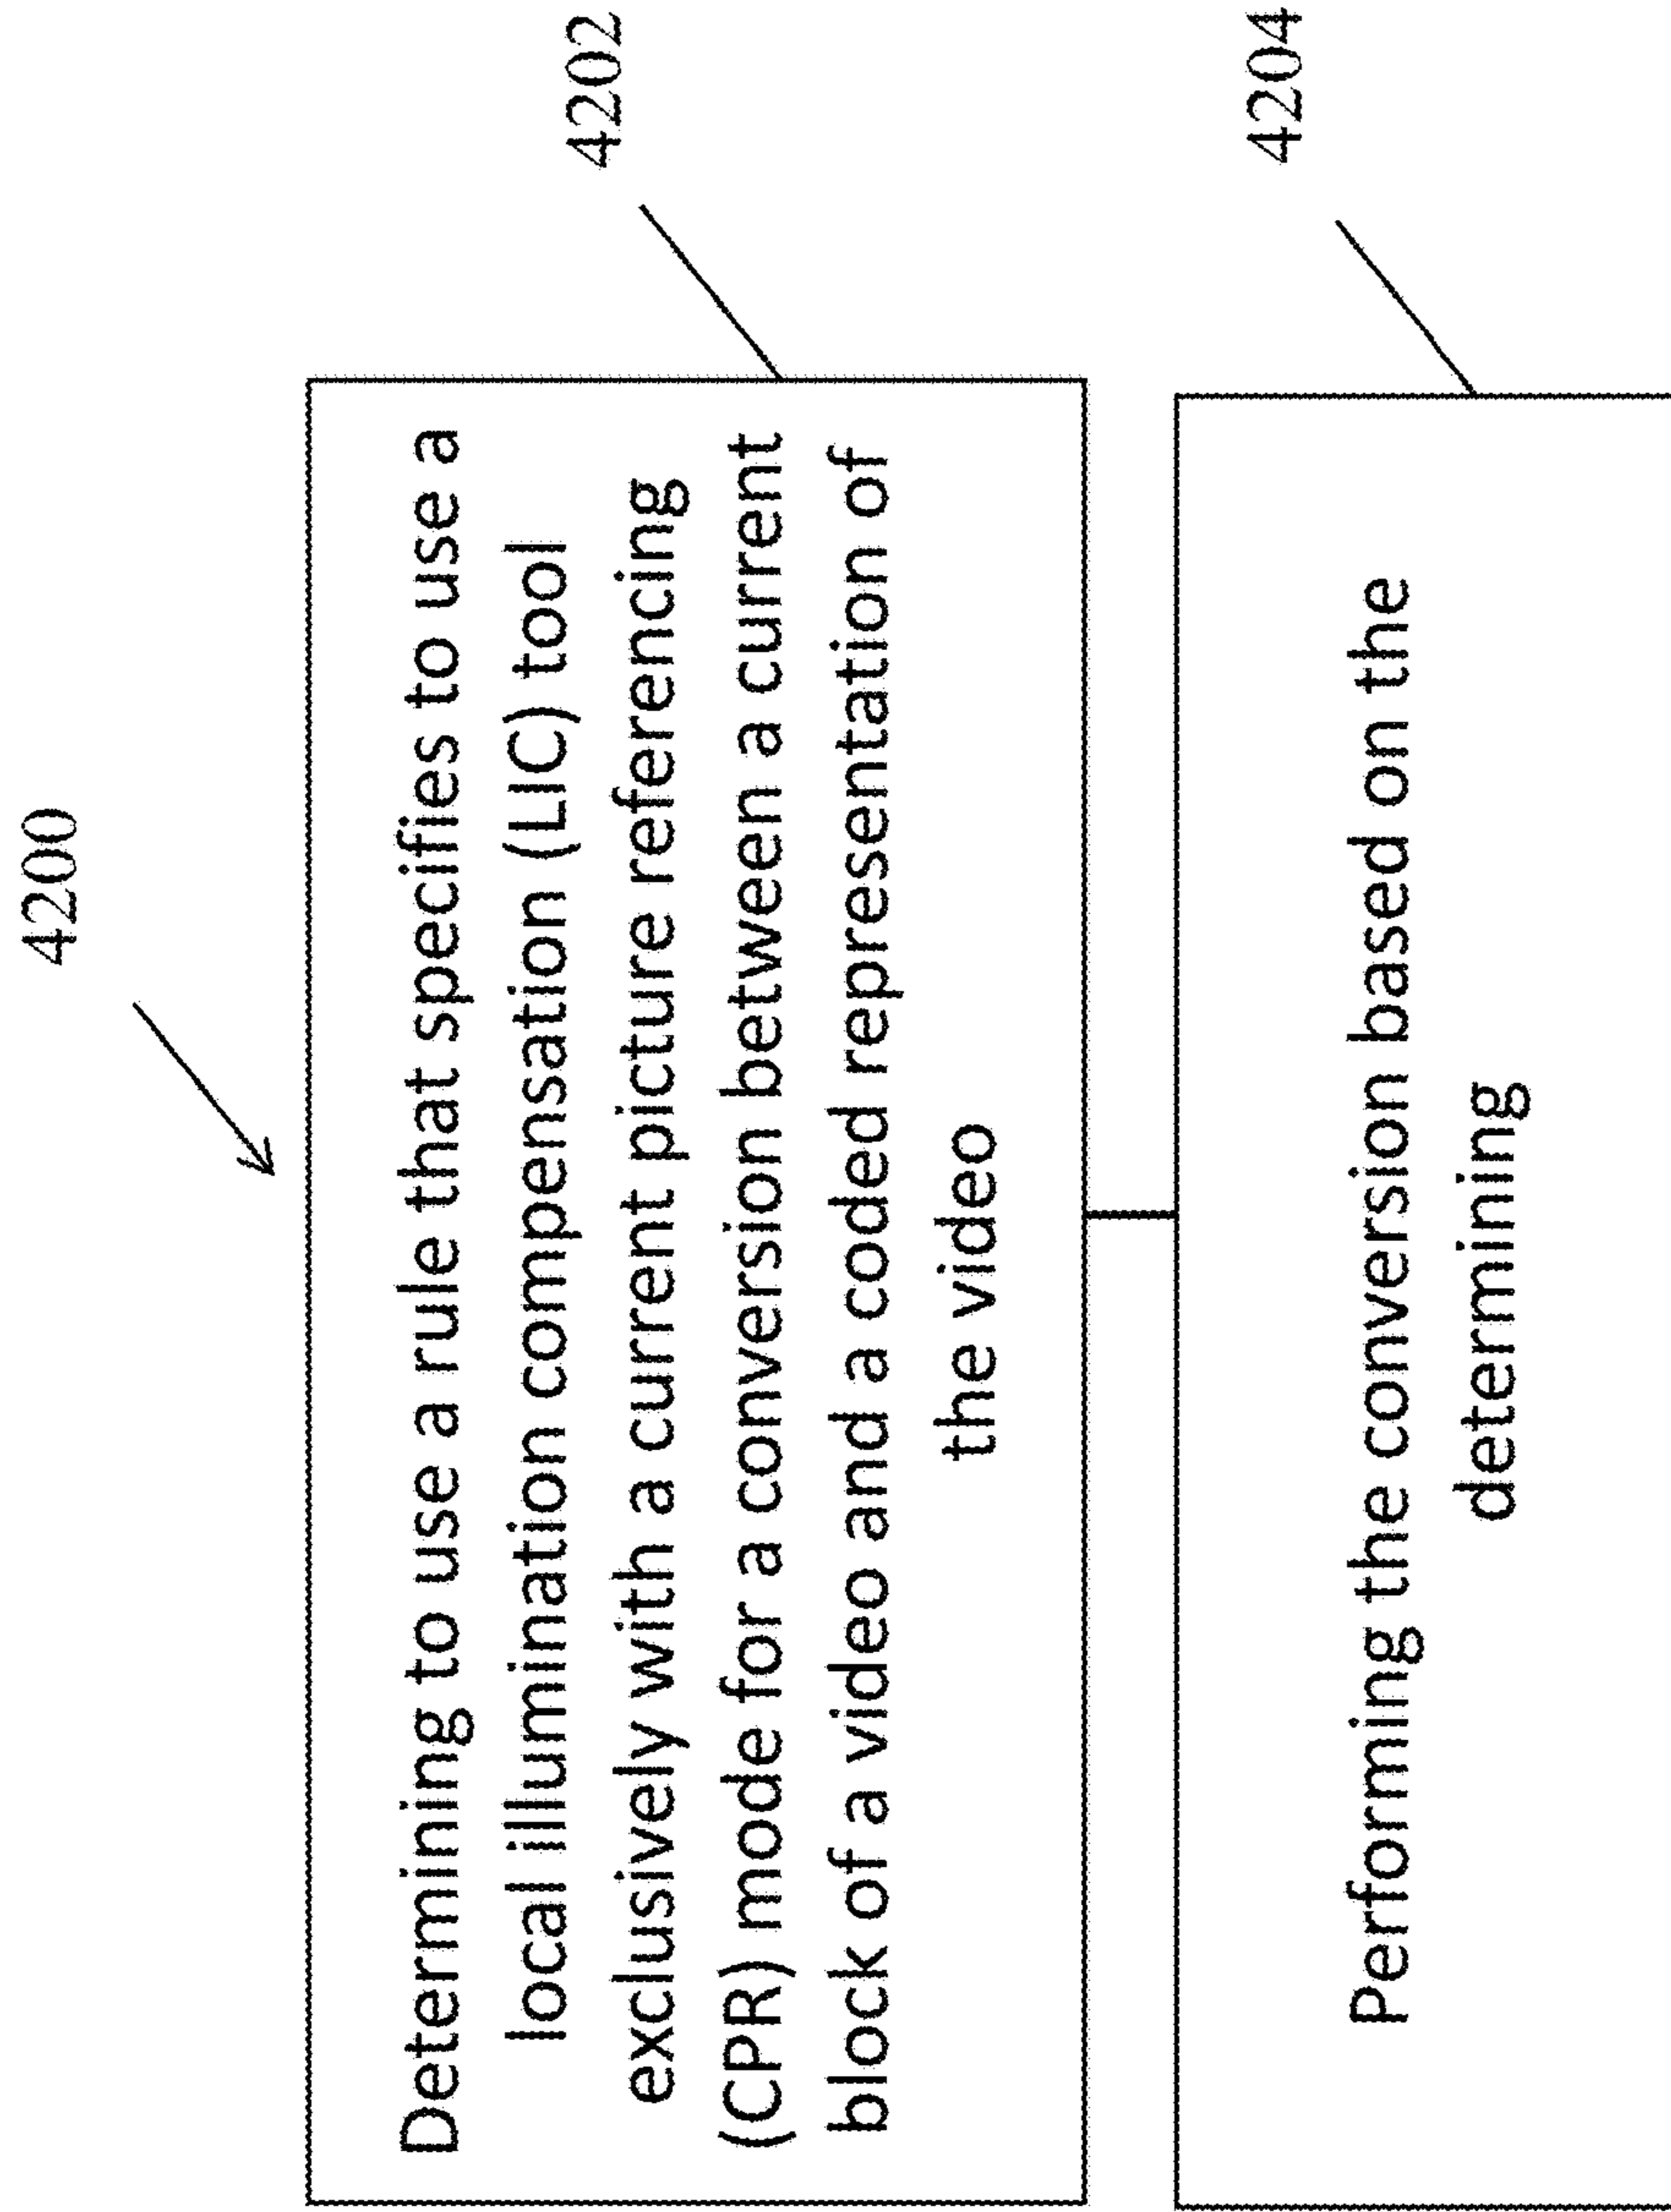 4200
Determining to use a rule that specifies to use a
local illumination compensation (LIC) tool
exclusively with a current picture referencing
(CPR) mode for a conversion between a current
block of a video and a coded representation of
the video
4202
Performing the conversion based on the
determining
4204